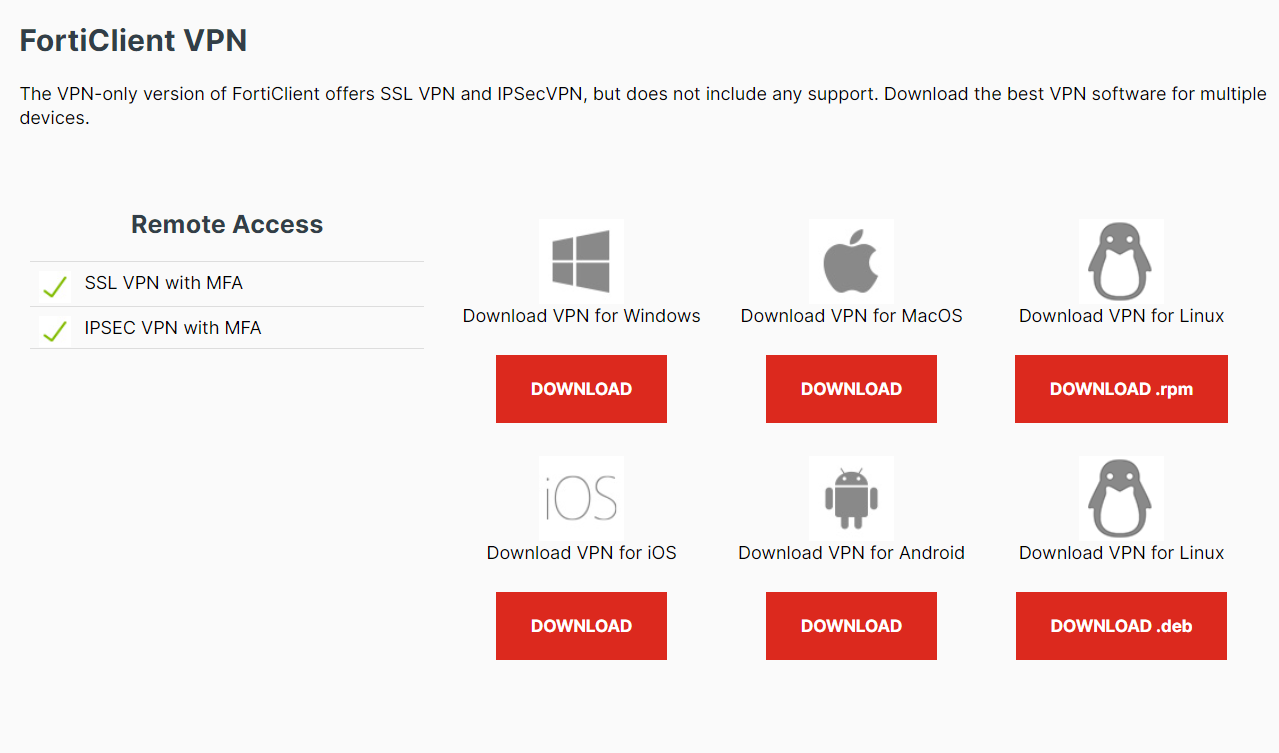 FortiClient VPN
The VPN-only version of FortiClient offers SSL VPN and IPSecVPN, but does not include any support. Download the best VPN software for multiple
devices.
Remote Access
SSL VPN with MFA
IPSEC VPN with MFA
Download VPN for Windows
DOWNLOAD
Download VPN for MacOS
DOWNLOAD
Download VPN for Linux
DOWNLOAD .rpm
iOS
Download VPN for iOS
DOWNLOAD
Download VPN for Android
DOWNLOAD
Download VPN for Linux
DOWNLOAD .deb